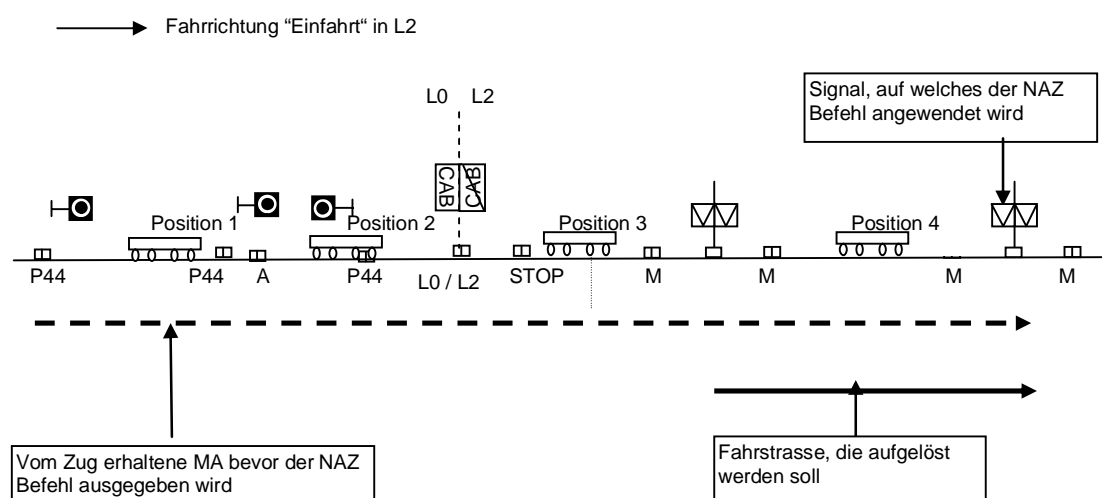 Fahrrichtung “Einfahrt“ in L2
Signal, auf welches der NAZ
Befehl angewendet wird
L0 L2
CAB CAB
Position 1 Position 2 Position 3 Position 4
P44 P44 A P44 L0 / L2 STOP M M M M
Vom Zug erhaltene MA bevor der NAZ
Befehl ausgegeben wird
Fahrstrasse, die aufgelöst
werden soll